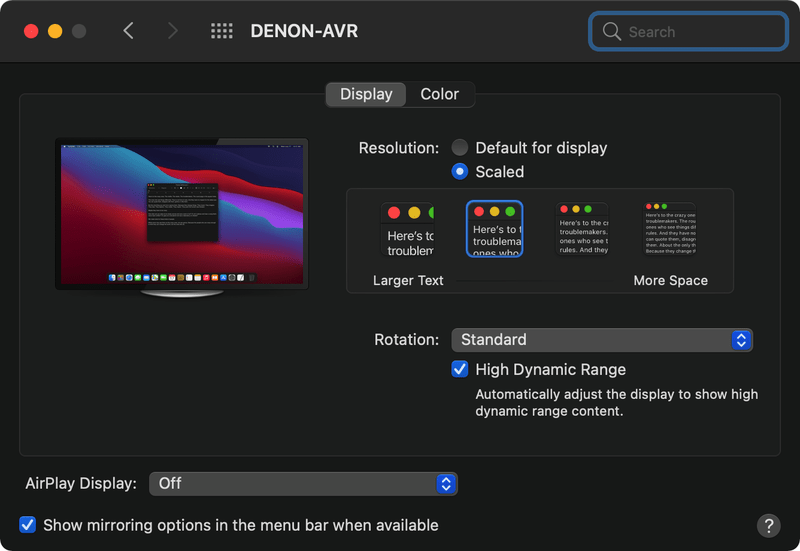 DENON-AVR
Search
Display
Color
Resolution:
Default for display
Scaled
Here's to
troublem
Here's to t
troublema
ones who
Here's to the cr
troublemakers.
ones who see t
rules. And they
Here's to the crazy one
troublemakers. The rou
ones who see things dif
rules. And they have no
can quote them, disagr
them. About the only th
Because they change t
Larger Text
More Space
Rotation:
Standard
High Dynamic Range
Automatically adjust the display to show high
dynamic range content.
AirPlay Display:
Off
Show mirroring options in the menu bar when available
?